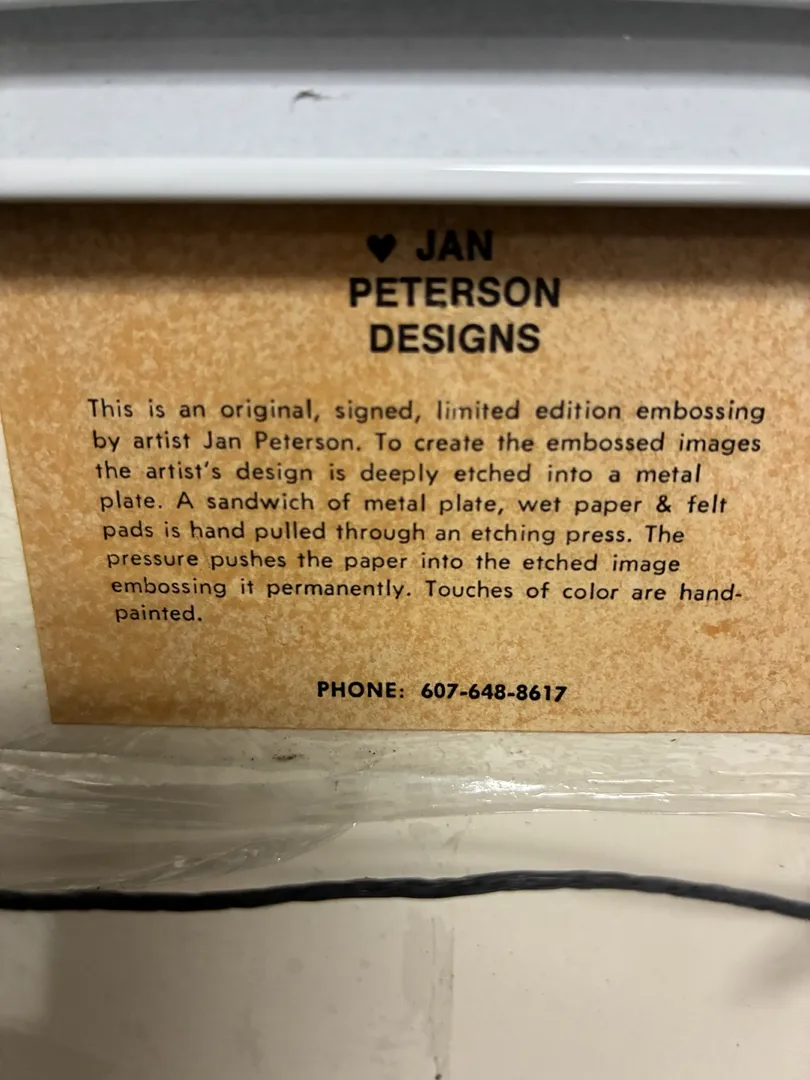 ♥ JAN
PETERSON
DESIGNS
This is an original, signed, limited edition embossing
by artist Jan Peterson. To create the embossed images
the artist's design is deeply etched into a metal
plate. A sandwich of metal plate, wet paper & felt
pads is hand pulled through an etching press. The
pressure pushes the paper into the etched image
embossing it permanently. Touches of color are hand-
painted.
PHONE: 607-648-8617